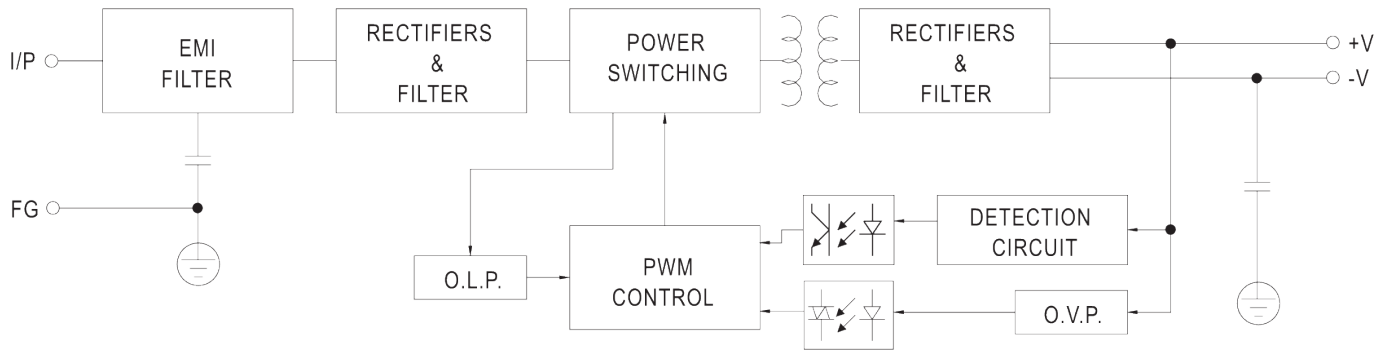 I/P
EMI
FILTER
RECTIFIERS
&
FILTER
POWER
SWITCHING
RECTIFIERS
&
FILTER
+V
-V
FG
O.L.P.
PWM
CONTROL
DETECTION
CIRCUIT
O.V.P.